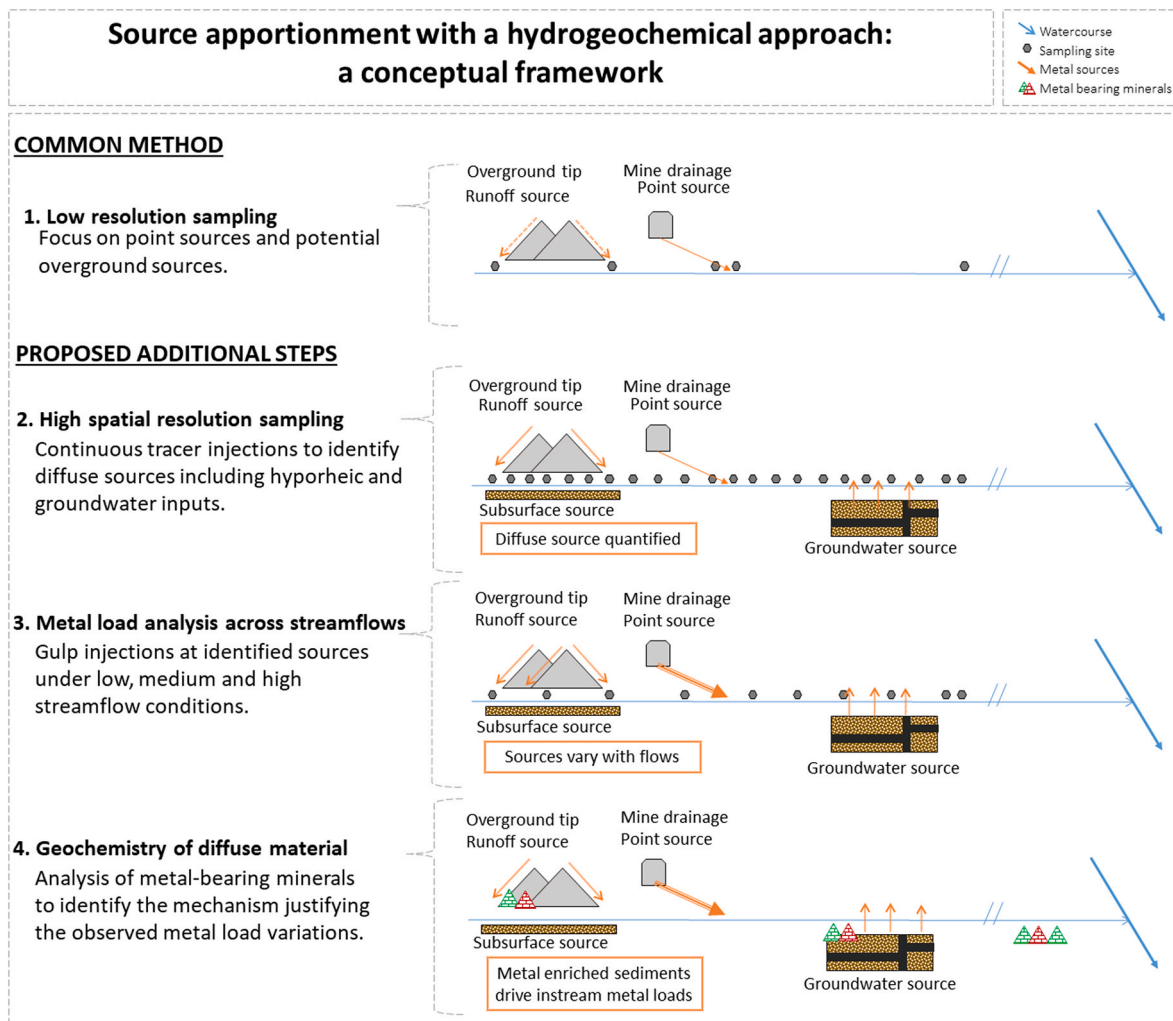 Source apportionment with a hydrogeochemical approach:
a conceptual framework
Watercourse
Sampling site
Metal sources
Metal bearing minerals
COMMON METHOD
1. Low resolution sampling
Focus on point sources and potential
overground sources.
Overground tip
Runoff source
Mine drainage
Point source
PROPOSED ADDITIONAL STEPS
2. High spatial resolution sampling
Continuous tracer injections to identify
diffuse sources including hyporheic and
groundwater inputs.
Overground tip
Runoff source
Mine drainage
Point source
Subsurface source
Diffuse source quantified
Groundwater source
3. Metal load analysis across streamflows
Gulp injections at identified sources
under low, medium and high
streamflow conditions.
Overground tip
Runoff source
Mine drainage
Point source
Subsurface source
Sources vary with flows
Groundwater source
4. Geochemistry of diffuse material
Analysis of metal-bearing minerals
to identify the mechanism justifying
the observed metal load variations.
Overground tip
Runoff source
Mine drainage
Point source
Subsurface source
Metal enriched sediments
drive instream metal loads
Groundwater source